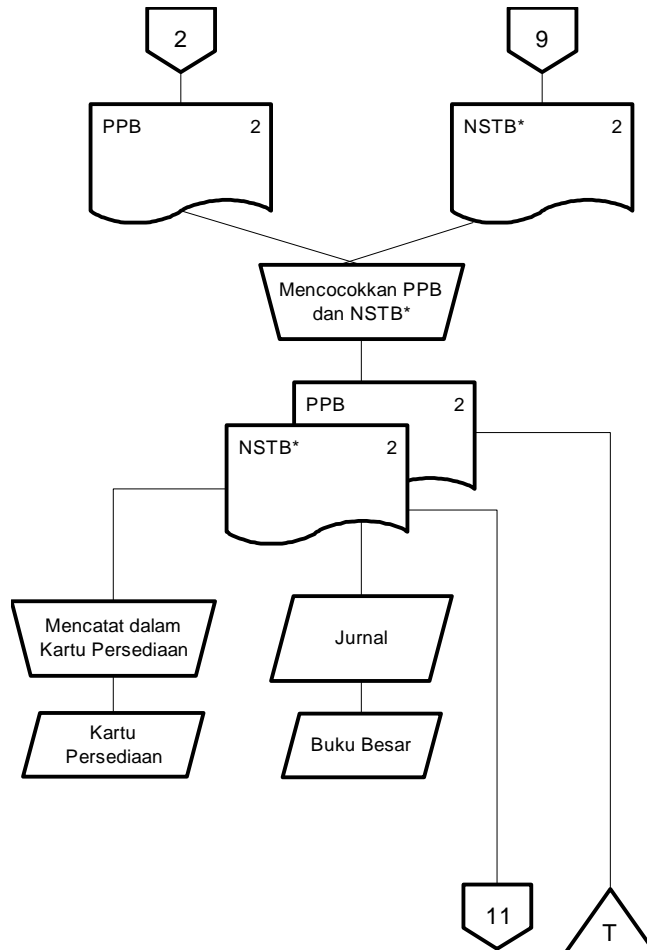 2
9
PPB 2
NSTB* 2
Mencocokkan PPB
dan NSTB*
PPB 2
NSTB* 2
Mencatat dalam
Kartu Persediaan
Jurnal
Kartu
Persediaan
Buku Besar
11
T